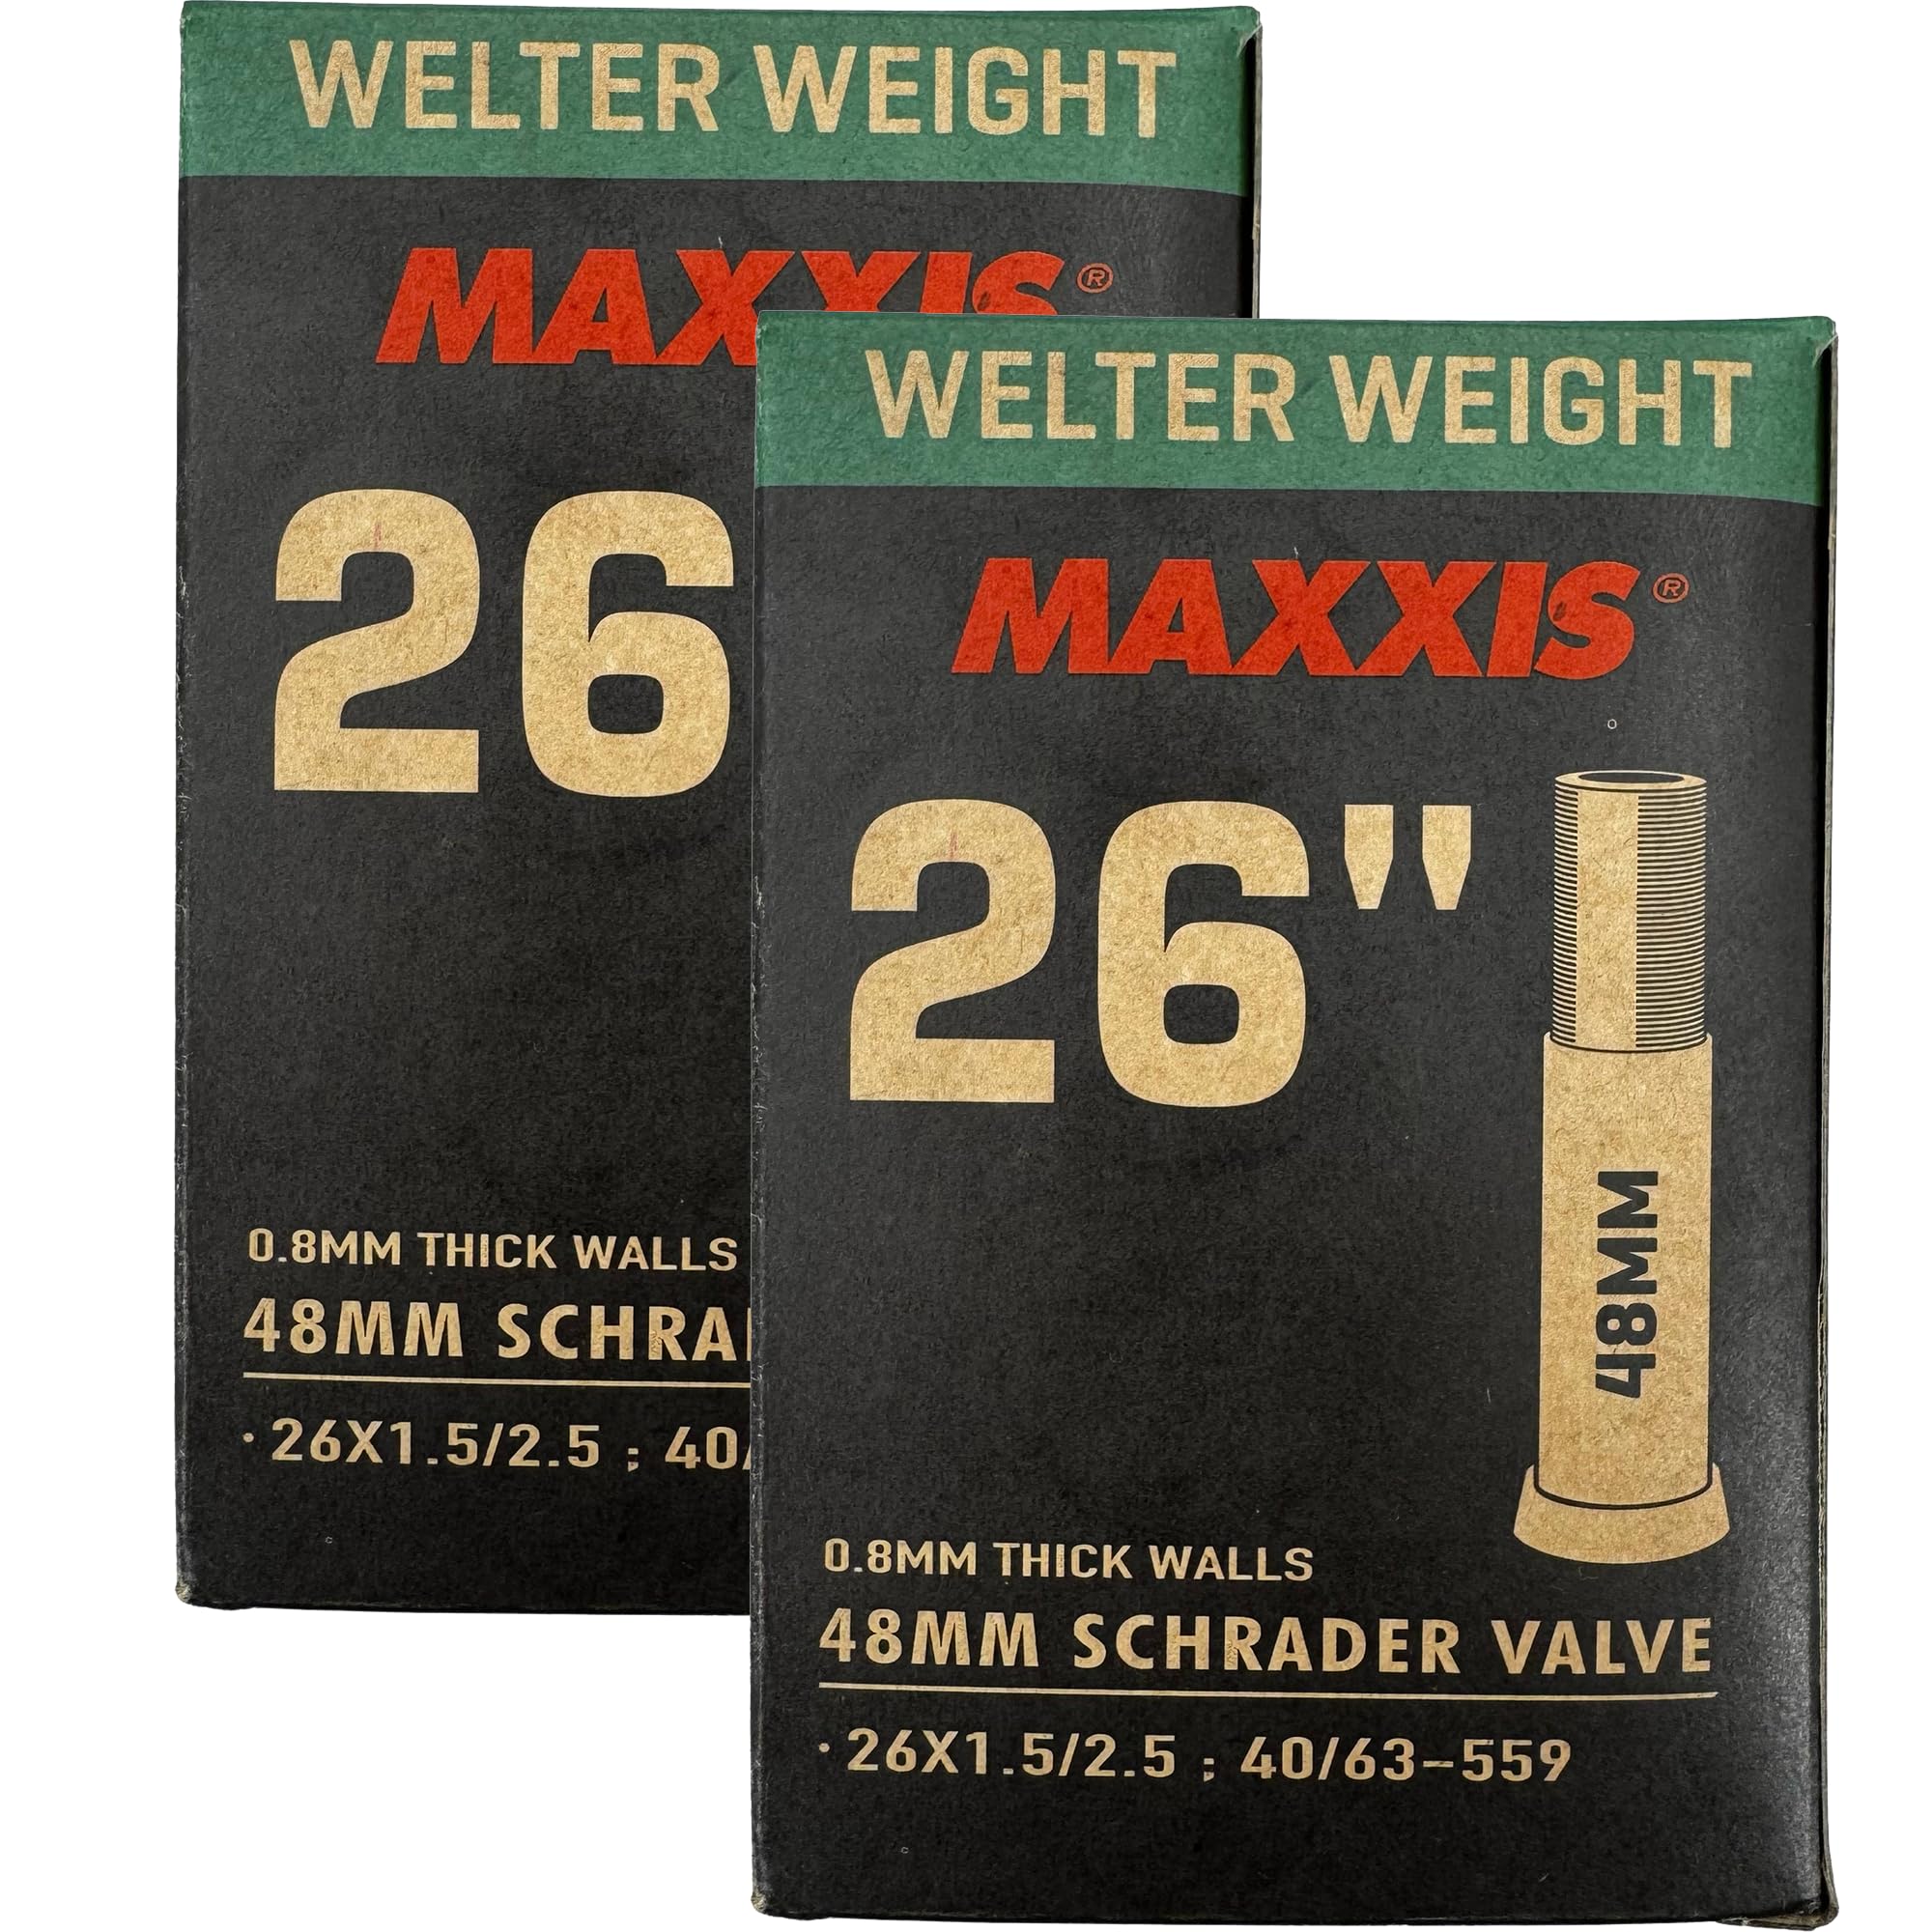 WELTER WEIGHT
MAXXIS®
26
0.8MM THICK WALLS
48MM SCHRA
· 26X1.5/2.5 ; 40/
WELTER WEIGHT
MAXXIS®
26"
48MM
0.8MM THICK WALLS
48MM SCHRADER VALVE
· 26X1.5/2.5 ; 40/63-559